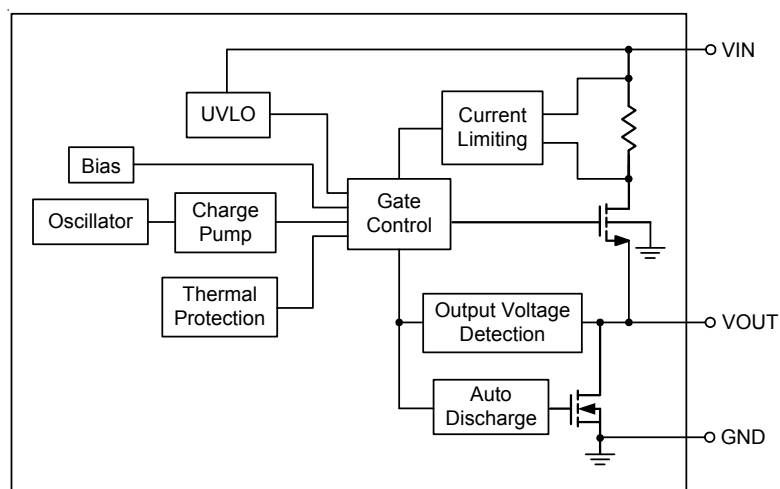 VIN
UVLO
Current
Limiting
Bias
Gate
Control
Oscillator
Charge
Pump
Thermal
Protection
Output Voltage
Detection
VOUT
Auto
Discharge
GND